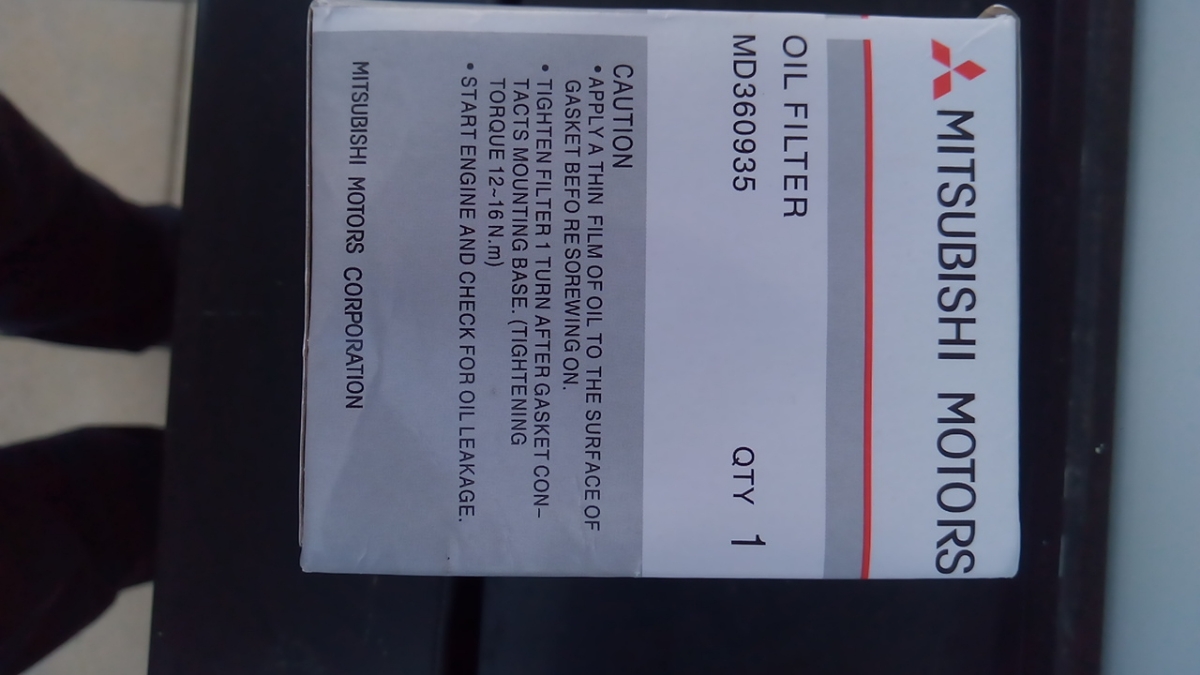 MITSUBISHI MOTORS
OIL FILTER
MD360935 QTY 1
CAUTION
• APPLY A THIN FILM OF OIL TO THE SURFACE OF
GASKET BEFO RE SOREWING ON.
• TIGHTEN FILTER 1 TURN AFTER GASKET CON–
TACTS MOUNTING BASE. (TIGHTENING
TORQUE 12~16 N.m)
• START ENGINE AND CHECK FOR OIL LEAKAGE.
MITSUBISHI MOTORS CORPORATION